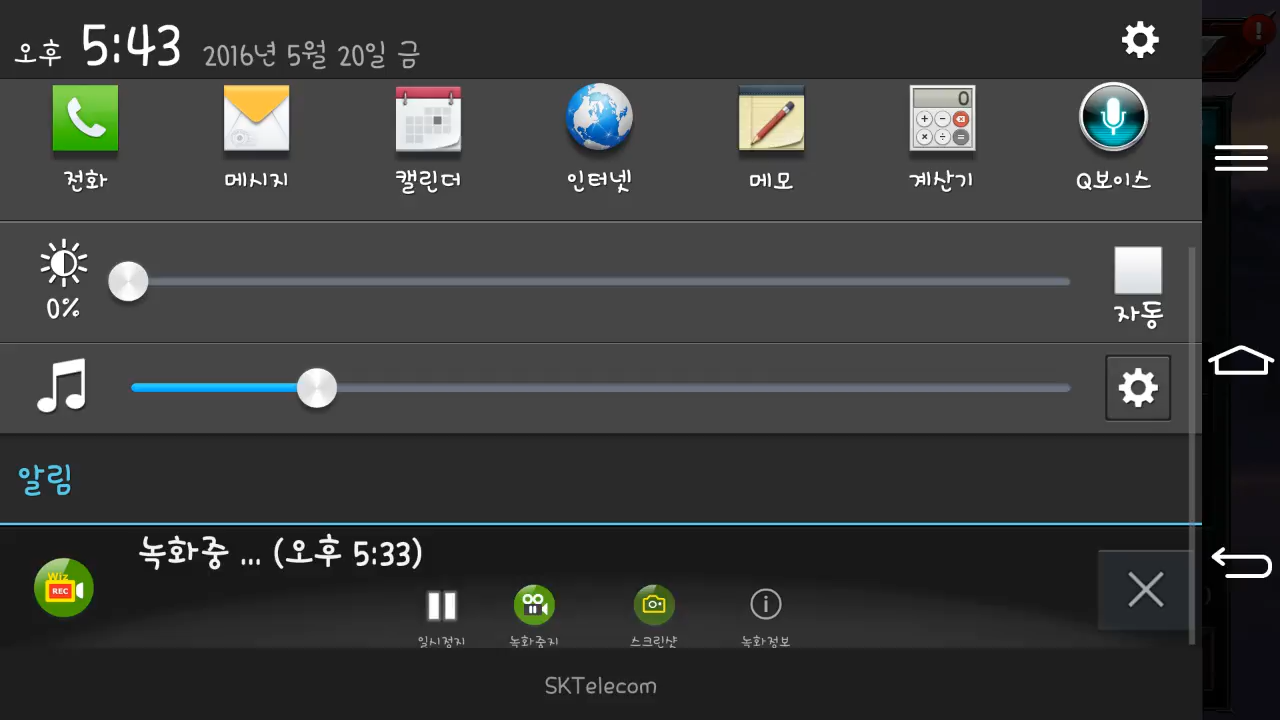 오후 5:43 2016년 5월 20일 금
전화 메시지 캘린더 인터넷 메모 계산기 Q보이스
0
0%
자동
알림
녹화중 ... (오후 5:33)
Wiz
REC
일시정지 녹화중지 스크린샷 녹화정보
SKTelecom